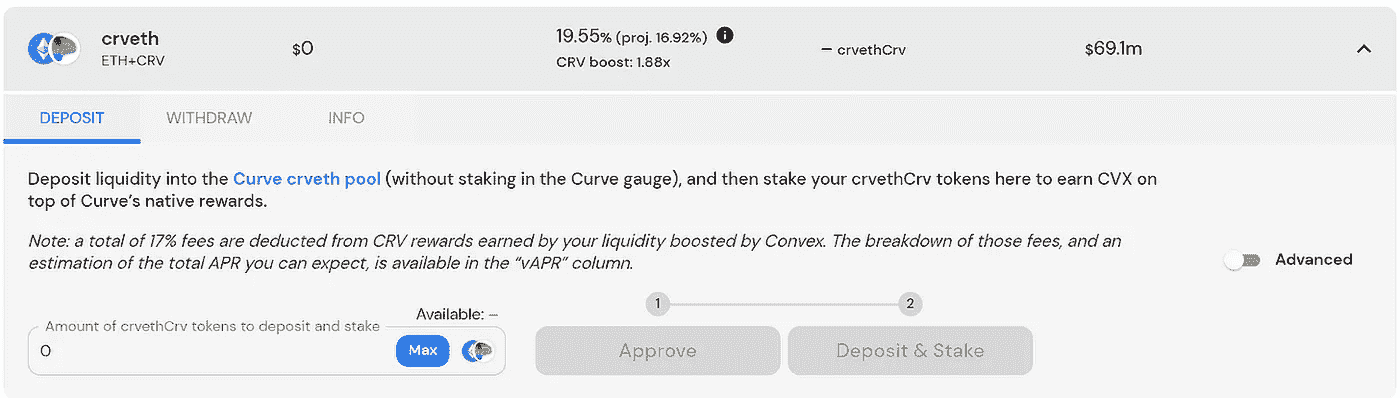 crveth
ETH+CRV
$0
19.55% (proj. 16.92%) i
CRV boost: 1.88x
– crvethCrv
$69.1m
DEPOSIT WITHDRAW INFO
Deposit liquidity into the Curve crveth pool (without staking in the Curve gauge), and then stake your crvethCrv tokens here to earn CVX on
top of Curve’s native rewards.
Note: a total of 17% fees are deducted from CRV rewards earned by your liquidity boosted by Convex. The breakdown of those fees, and an
estimation of the total APR you can expect, is available in the “vAPR” column.
Advanced
Available: –
Amount of crvethCrv tokens to deposit and stake
0
Max
1 2
Approve Deposit & Stake